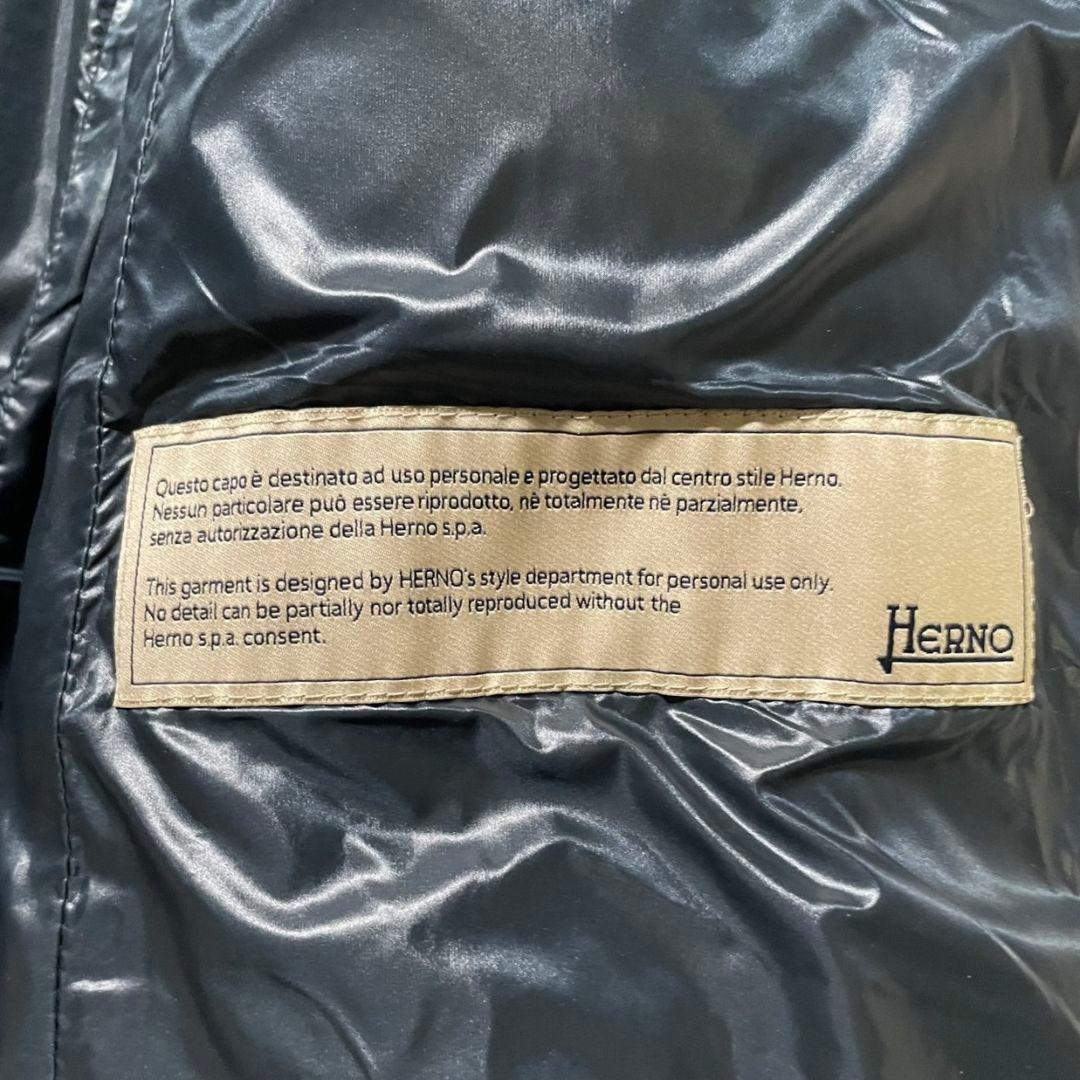 Questo capo è destinato ad uso personale e progettato dal centro stile Herno.
Nessun particolare può essere riprodotto, nè totalmente nè parzialmente,
senza autorizzazione della Herno s.p.a.
This garment is designed by HERNO's style department for personal use only.
No detail can be partially nor totally reproduced without the
Herno s.p.a. consent.
HERNO